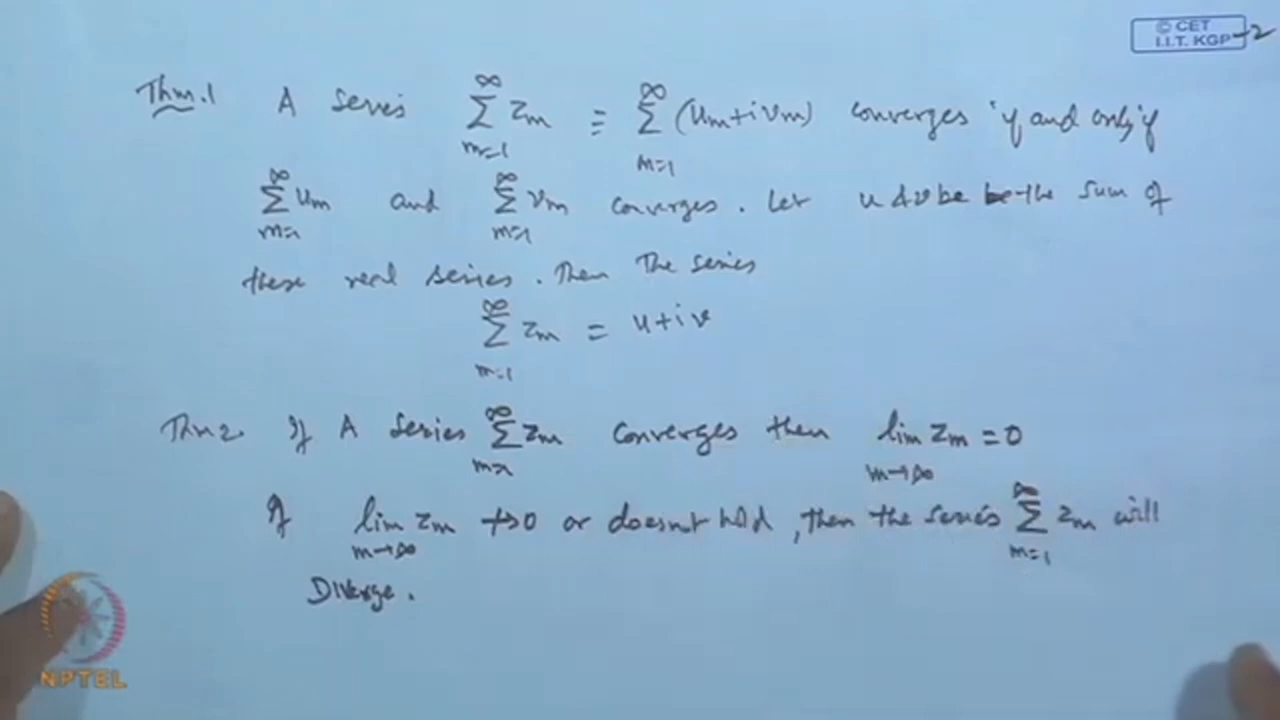 © CET
I.I.T. KGP
-2
Thm.1 A series ∑_{m=1}^{∞} z_m = ∑_{m=1}^{∞} (u_m + i v_m) converges if and only if
∑_{m=1}^{∞} u_m and ∑_{m=1}^{∞} v_m converges. Let u & v be the sum of
these real series. Then the series
∑_{m=1}^{∞} z_m = u + i v
Thm 2. If A series ∑_{m=1}^{∞} z_m converges then lim_{m→∞} z_m = 0
If lim_{m→∞} z_m ↛ 0 or doesnot hold, then the series ∑_{m=1}^{∞} z_m will
Diverge.
NPTEL